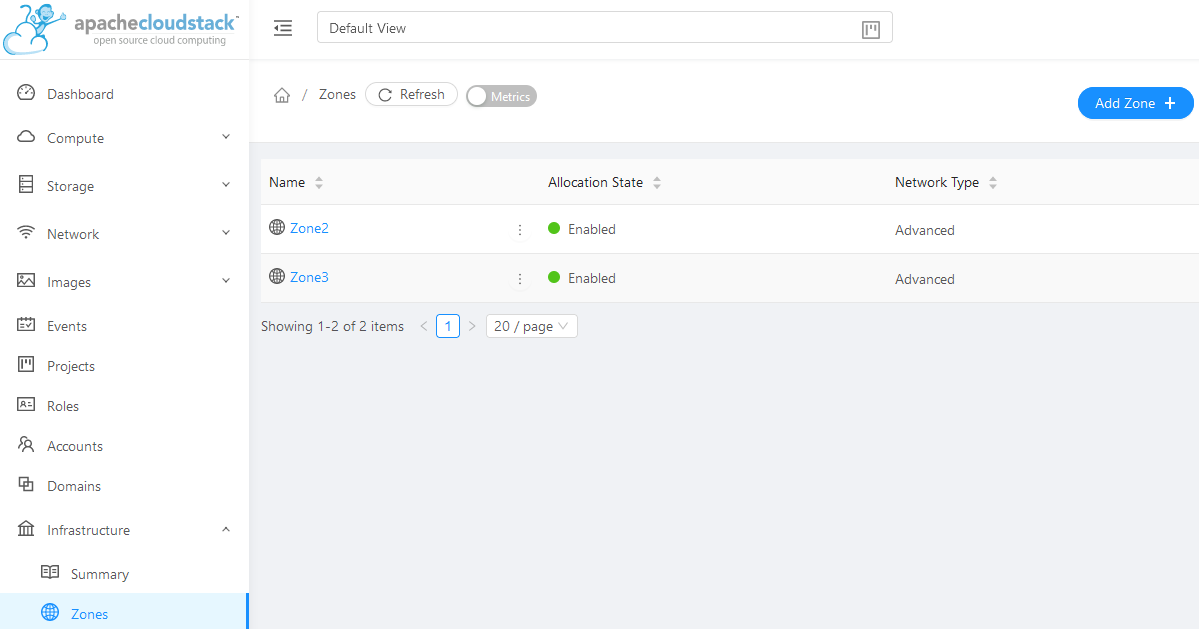 apachecloudstack™
open source cloud computing
Default View
Dashboard
Compute
Storage
Network
Images
Events
Projects
Roles
Accounts
Domains
Infrastructure
Summary
Zones
/ Zones Refresh Metrics
Add Zone +
Name Allocation State Network Type
Zone2 Enabled Advanced
Zone3 Enabled Advanced
Showing 1-2 of 2 items < 1 > 20 / page